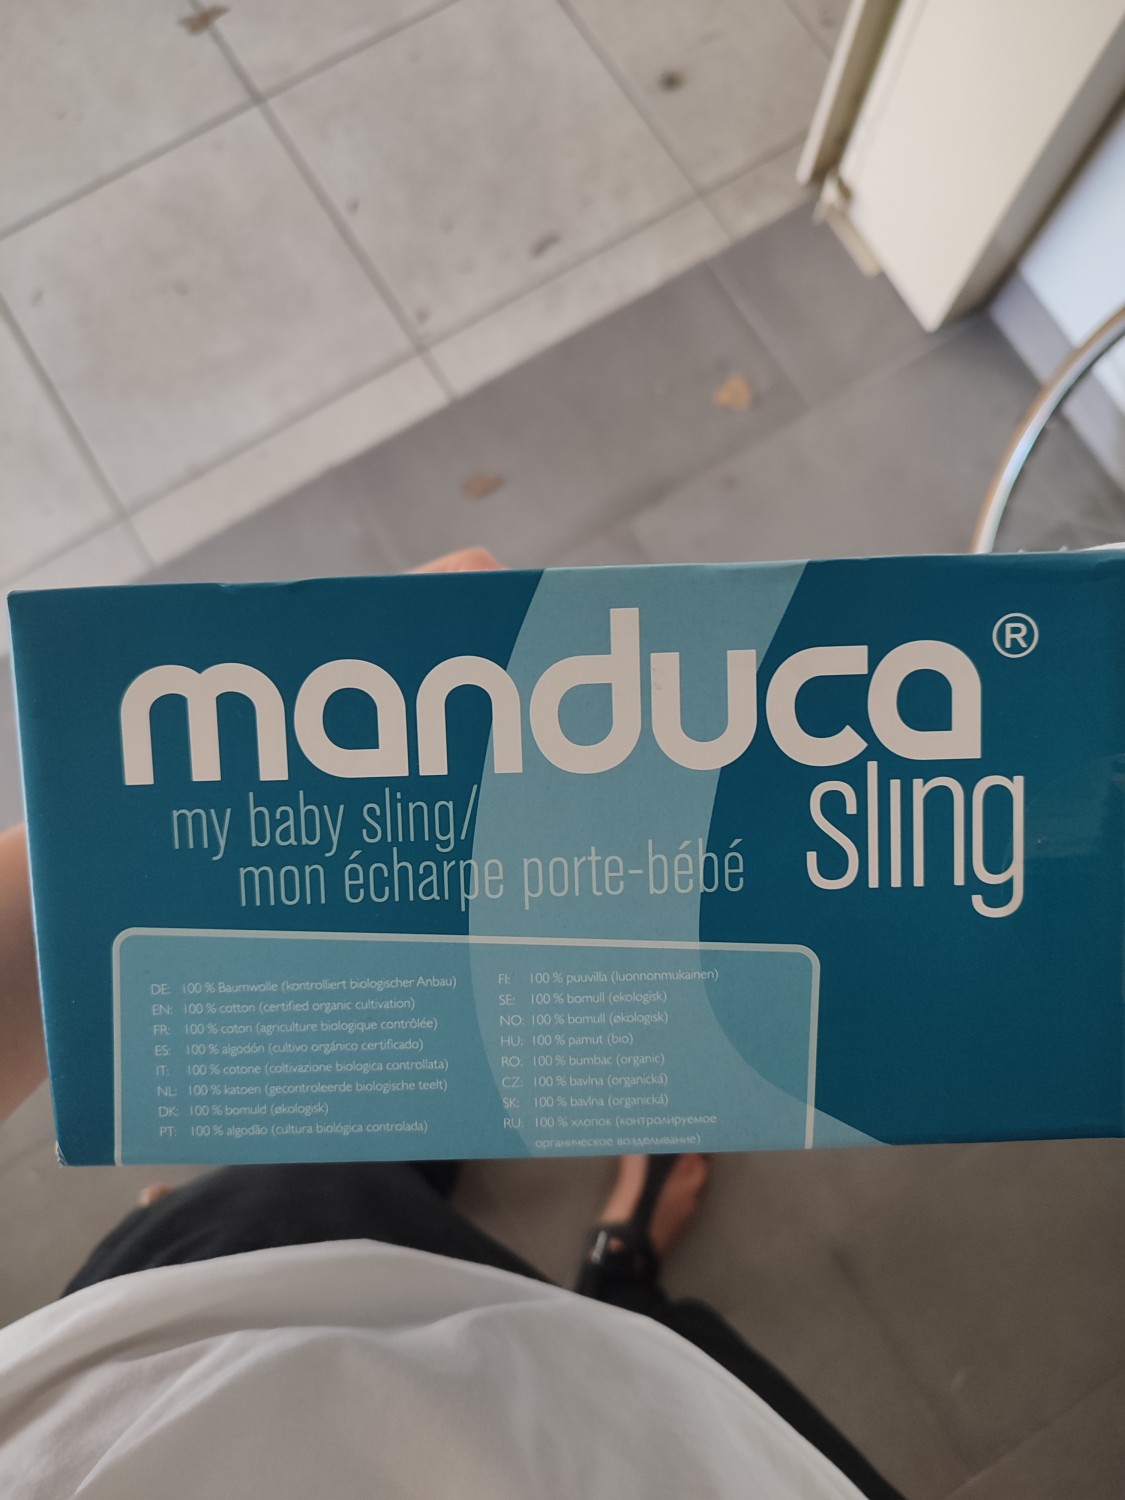 manduca®
sling
my baby sling/
mon écharpe porte-bébé
DE: 100 % Baumwolle (kontrolliert biologischer Anbau)
EN: 100 % cotton (certified organic cultivation)
FR: 100 % coton (agriculture biologique contrôlée)
ES: 100 % algodón (cultivo orgánico certificado)
IT: 100 % cotone (coltivazione biologica controllata)
NL: 100 % katoen (gecontroleerde biologische teelt)
DK: 100 % bomuld (økologisk)
PT: 100 % algodão (cultura biológica controlada)
FI: 100 % puuvilla (luonnonmukainen)
SE: 100 % bomull (ekologisk)
NO: 100 % bomull (økologisk)
HU: 100 % pamut (bio)
RO: 100 % bumbac (organic)
CZ: 100 % bavlna (organická)
SK: 100 % bavlna (organická)
RU: 100 % хлопок (контролируемое
органическое возделывание)